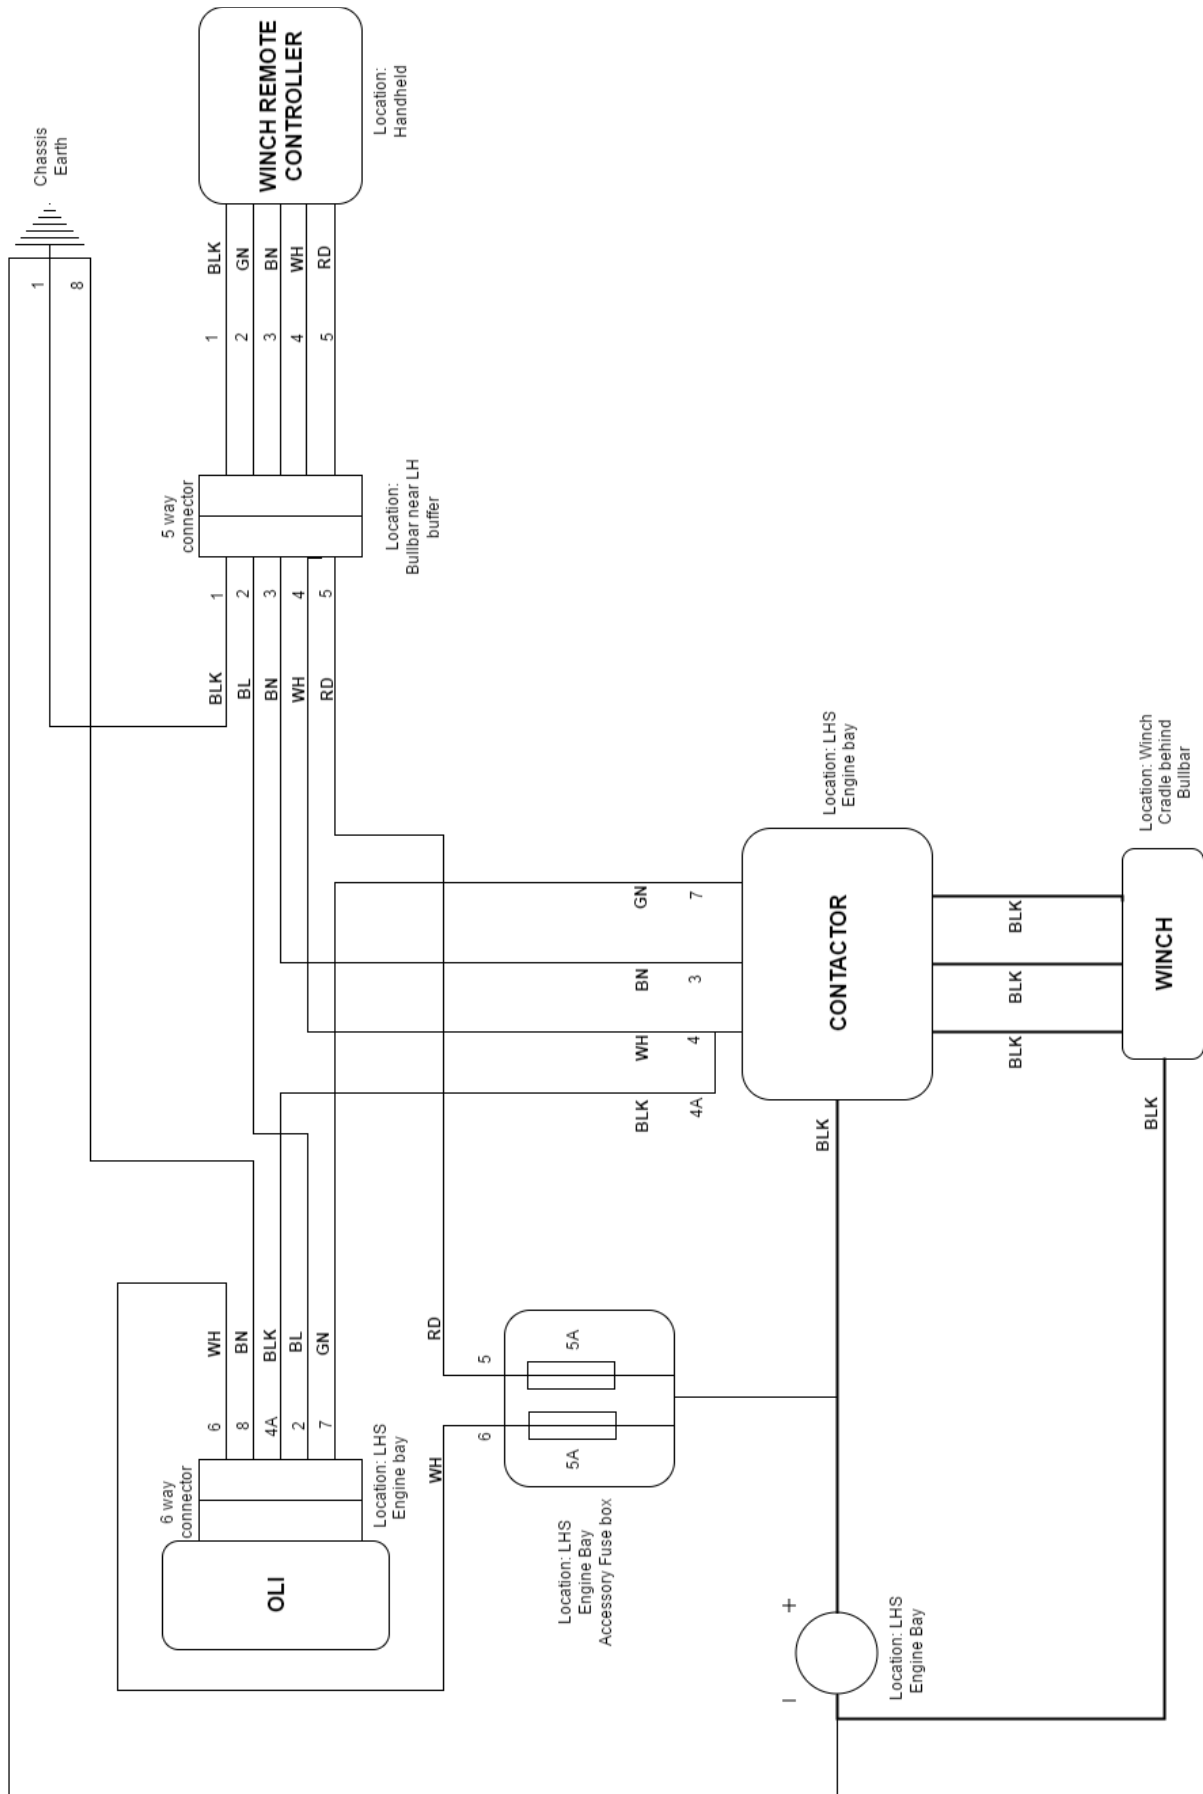 Chassis
Earth
1
8
6 way
connector
OLI
Location: LHS
Engine bay
6
8
4A
2
7
WH
BN
BLK
BL
GN
5 way
connector
Location:
Bullbar near LH
buffer
BLK
BL
BN
WH
RD
1
2
3
4
5
1
2
3
4
5
BLK
GN
BN
WH
RD
WINCH REMOTE
CONTROLLER
Location:
Handheld
WH
RD
6
5
5A
5A
Location: LHS
Engine Bay
Accessory Fuse box
BLK
WH
BN
GN
4A
4
3
7
CONTACTOR
Location: LHS
Engine bay
–
+
Location: LHS
Engine Bay
BLK
BLK
BLK
BLK
BLK
WINCH
Location: Winch
Cradle behind
Bullbar